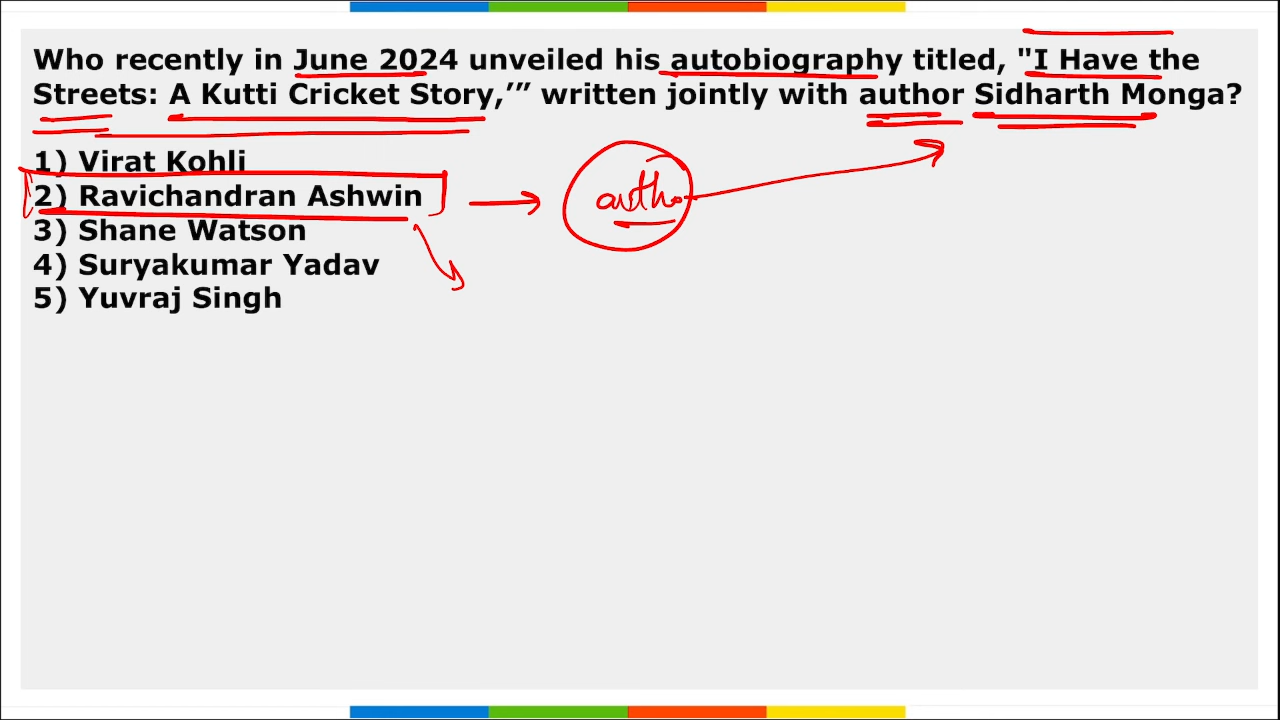 Who recently in June 2024 unveiled his autobiography titled, "I Have the
Streets: A Kutti Cricket Story,’” written jointly with author Sidharth Monga?
1) Virat Kohli
2) Ravichandran Ashwin
autho
3) Shane Watson
4) Suryakumar Yadav
5) Yuvraj Singh